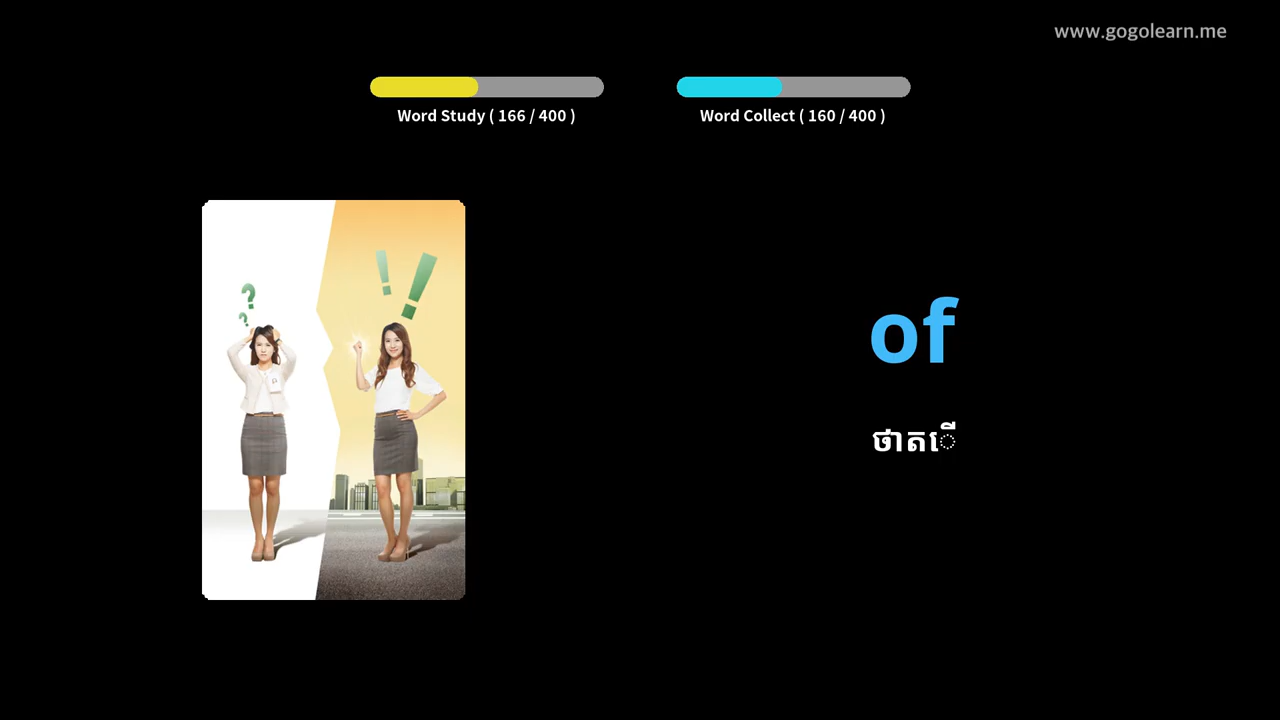 www.gogolearn.me
Word Study ( 166 / 400 )
Word Collect ( 160 / 400 )
? ! !
?
of
ថាតេី